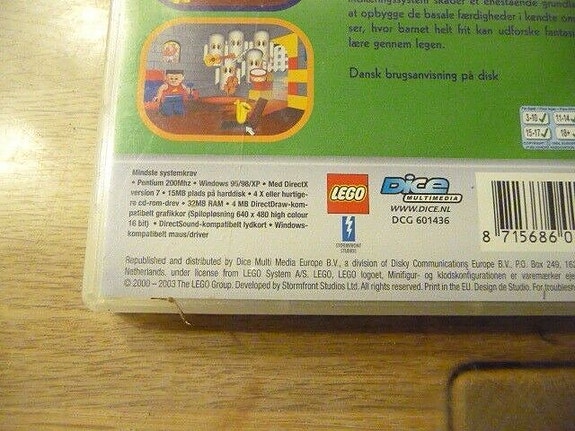 at opbygge de basale færdigheder i kendte om
ser, hvor barnet helt frit kan udforske fantas
lære gennem legen.
Dansk brugsanvisning på disk
3-10 11-14
15-17 18+
Mindste systemkrav
• Pentium 200Mhz • Windows 95/98/XP • Med DirectX
version 7 • 15MB plads på harddisk • 4 X eller hurtige-
re cd-rom-drev • 32MB RAM • 4 MB DirectDraw-kom-
patibelt grafikkor (Spilopløsning 640 x 480 high colour
16 bit) • DirectSound-kompatibelt lydkort • Windows-
kompatibelt maus/driver
LEGO
STORMFRONT
STUDIOS
Dice
MULTIMEDIA
WWW.DICE.NL
DCG 601436
8 715686 0
Republished and distributed by Dice Multi Media Europe B.V., a division of Disky Communications Europe B.V., P.O. Box 249, 162
Netherlands, under license from LEGO System A/S. LEGO, LEGO logoet, Minifigur- og klodskonfigurationen er varemærker ejet
© 2000 – 2003 The LEGO Group. Developed by Stormfront Studios Ltd. All rights reserved. Print in the EU. Design de Studio. For troublesh